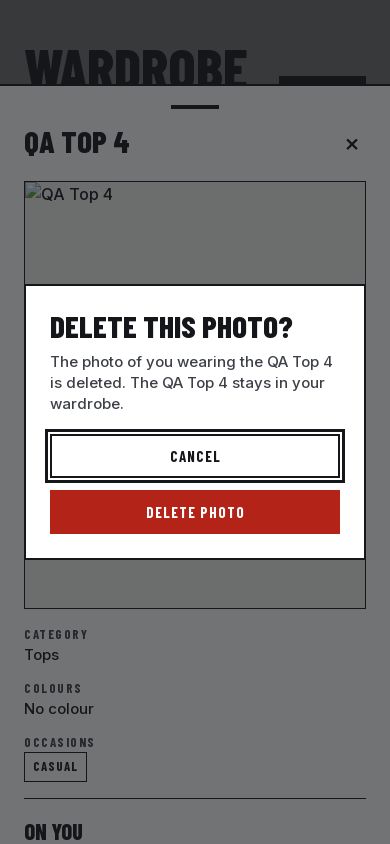 WARDROBE
QA TOP 4
QA Top 4
DELETE THIS PHOTO?
The photo of you wearing the QA Top 4
is deleted. The QA Top 4 stays in your
wardrobe.
CANCEL
DELETE PHOTO
CATEGORY
Tops
COLOURS
No colour
OCCASIONS
CASUAL
ON YOU